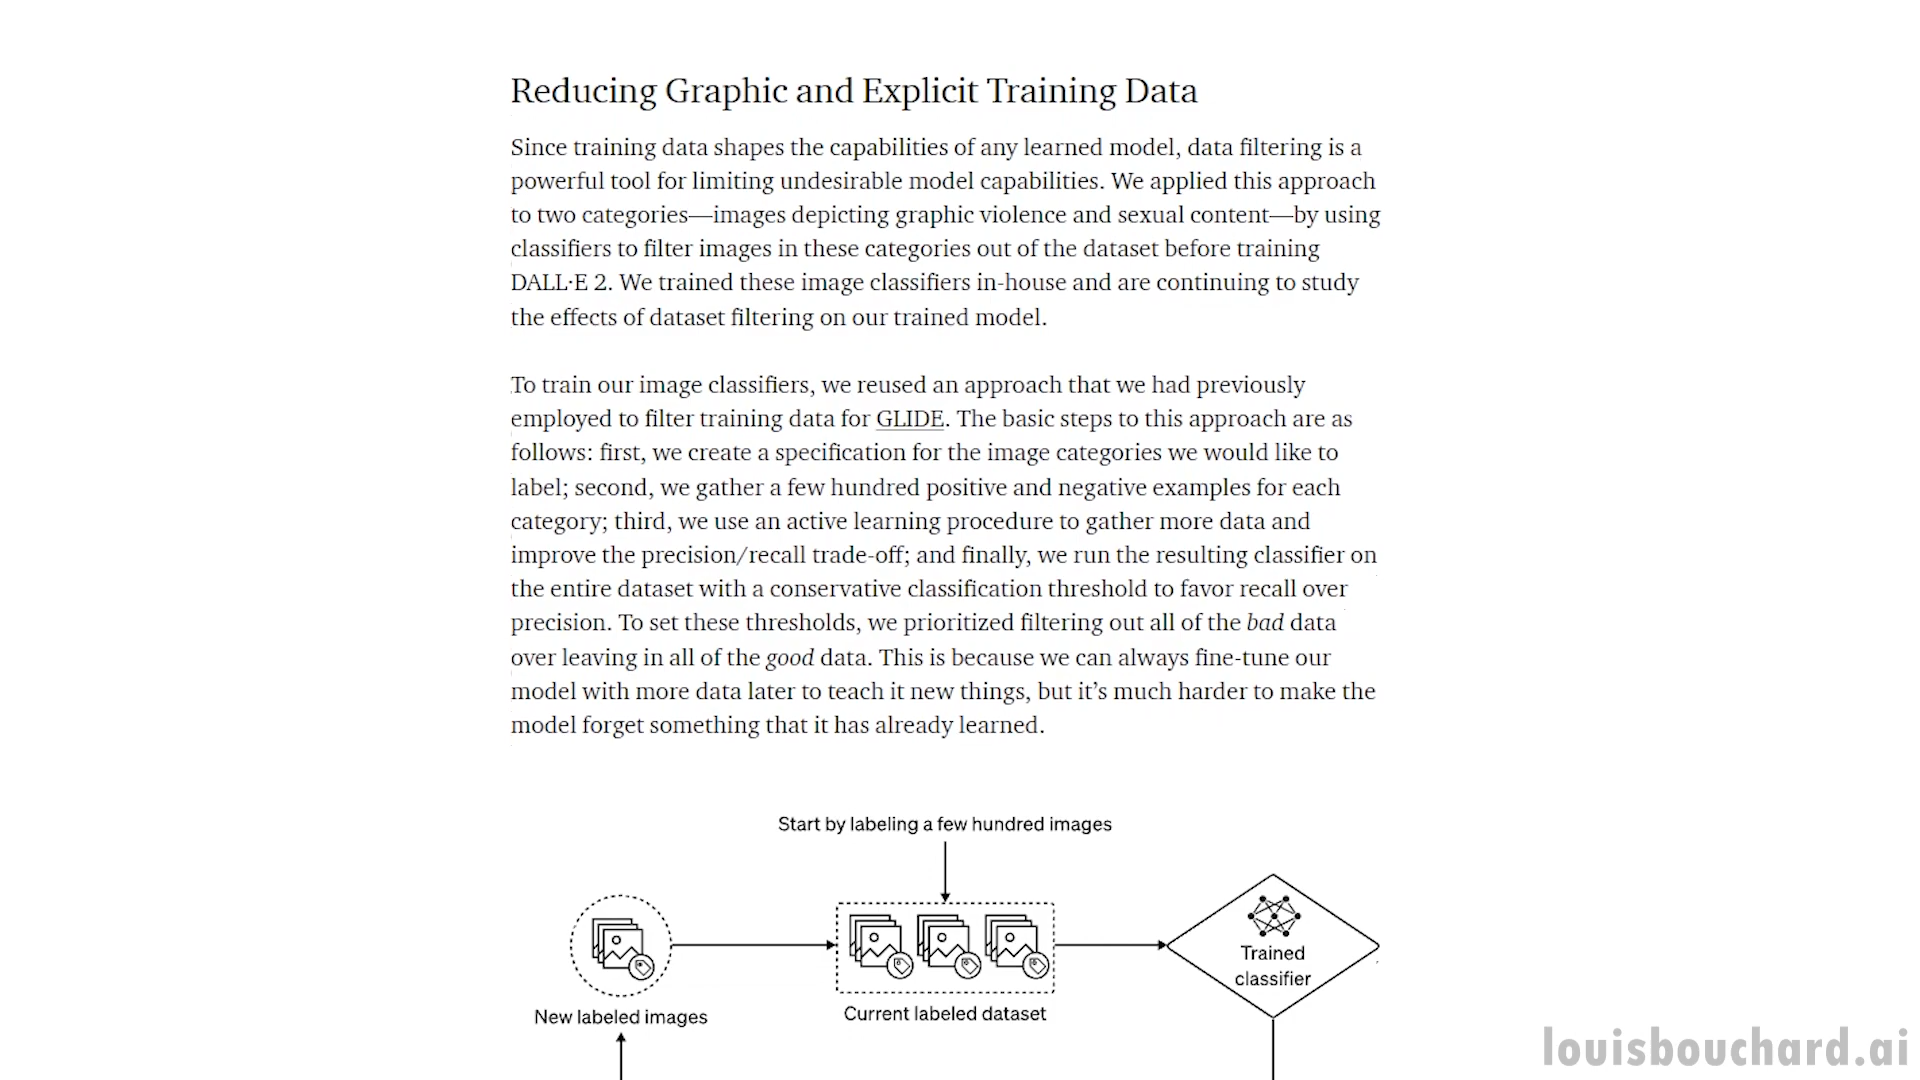 Reducing Graphic and Explicit Training Data
Since training data shapes the capabilities of any learned model, data filtering is a
powerful tool for limiting undesirable model capabilities. We applied this approach
to two categories—images depicting graphic violence and sexual content—by using
classifiers to filter images in these categories out of the dataset before training
DALL·E 2. We trained these image classifiers in-house and are continuing to study
the effects of dataset filtering on our trained model.
To train our image classifiers, we reused an approach that we had previously
employed to filter training data for GLIDE. The basic steps to this approach are as
follows: first, we create a specification for the image categories we would like to
label; second, we gather a few hundred positive and negative examples for each
category; third, we use an active learning procedure to gather more data and
improve the precision/recall trade-off; and finally, we run the resulting classifier on
the entire dataset with a conservative classification threshold to favor recall over
precision. To set these thresholds, we prioritized filtering out all of the bad data
over leaving in all of the good data. This is because we can always fine-tune our
model with more data later to teach it new things, but it’s much harder to make the
model forget something that it has already learned.
Start by labeling a few hundred images
Trained
classifier
New labeled images
Current labeled dataset
louisbouchard.ai